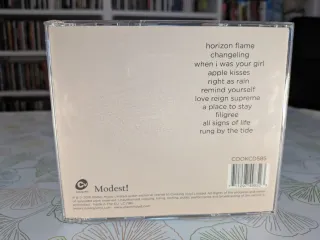 horizon flame
changeling
when i was your girl
apple kisses
right as rain
remind yourself
love reign supreme
a place to stay
filigree
all signs of life
rung by the tide
COOKCD585
Modest!